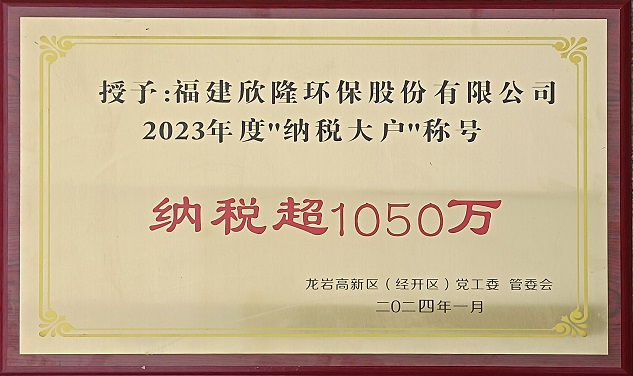 授予:福建欣隆环保股份有限公司
2023年度"纳税大户"称号
纳税超1050万
龙岩高新区(经开区)党工委 管委会
二〇二四年一月